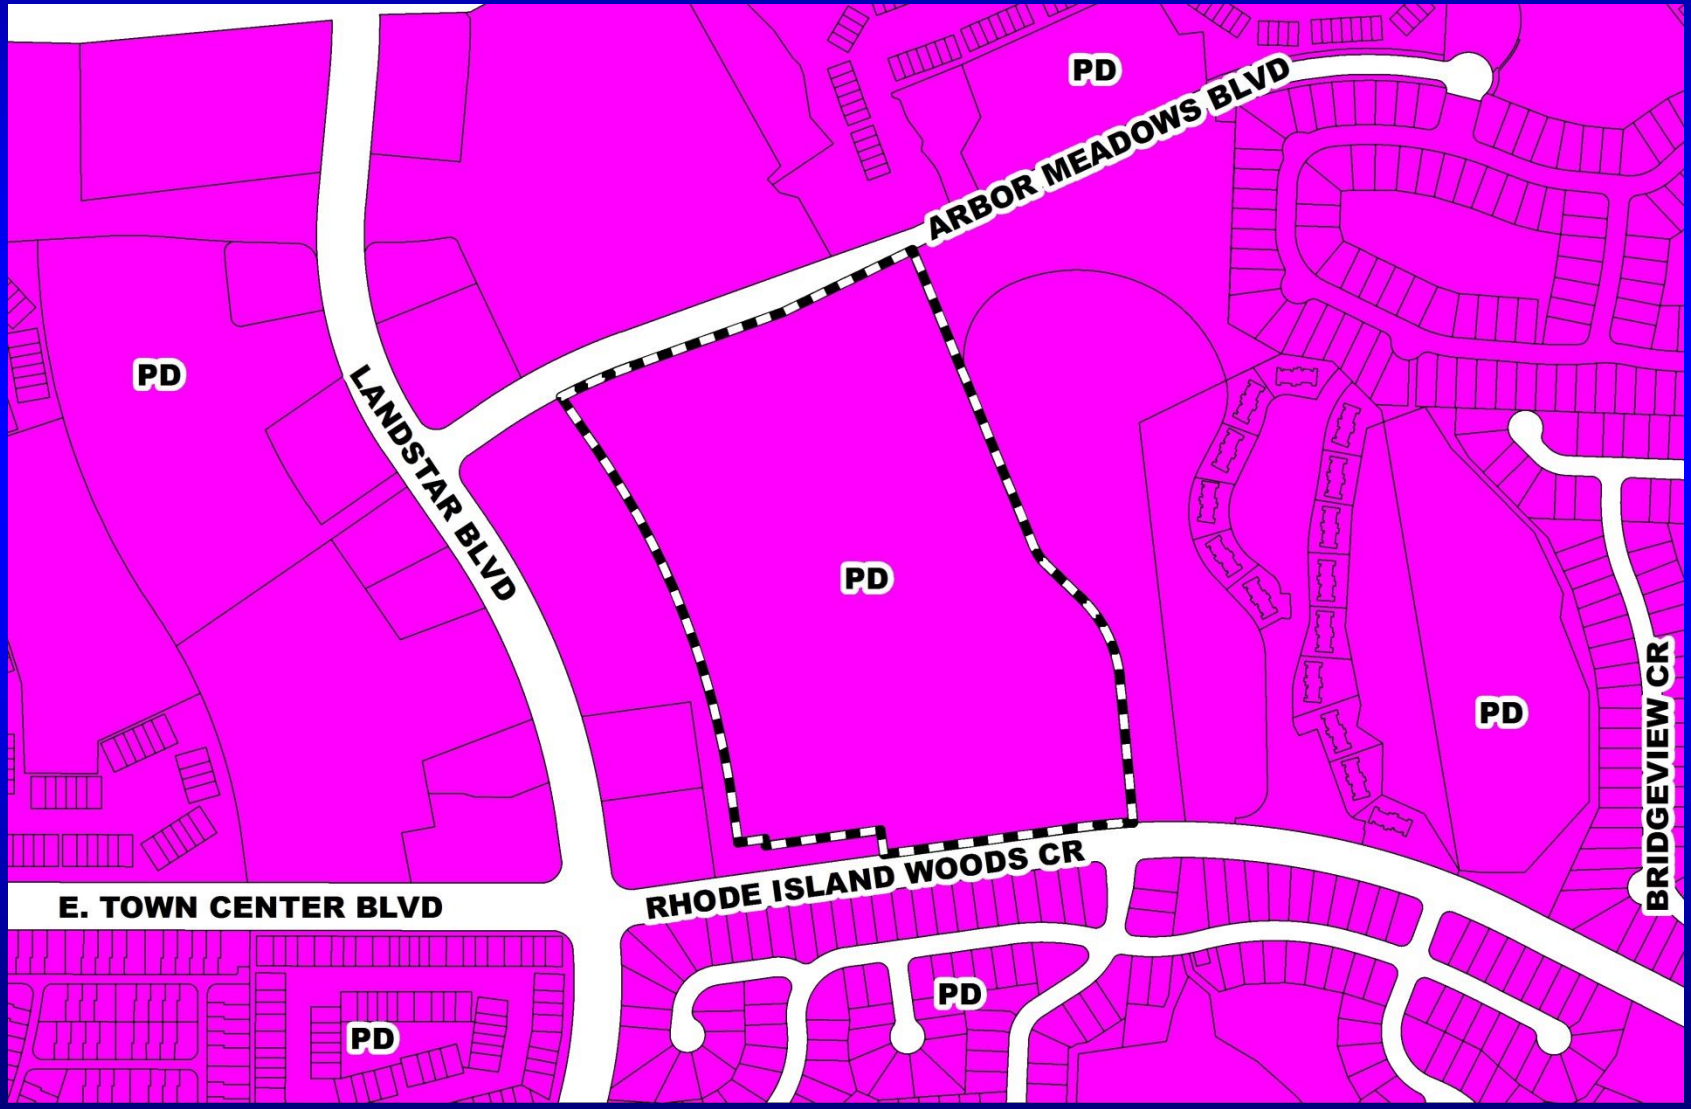 PD
ARBOR MEADOWS BLVD
PD
LANDSTAR BLVD
PD
PD
BRIDGEVIEW CR
RHODE ISLAND WOODS CR
E. TOWN CENTER BLVD
PD
PD